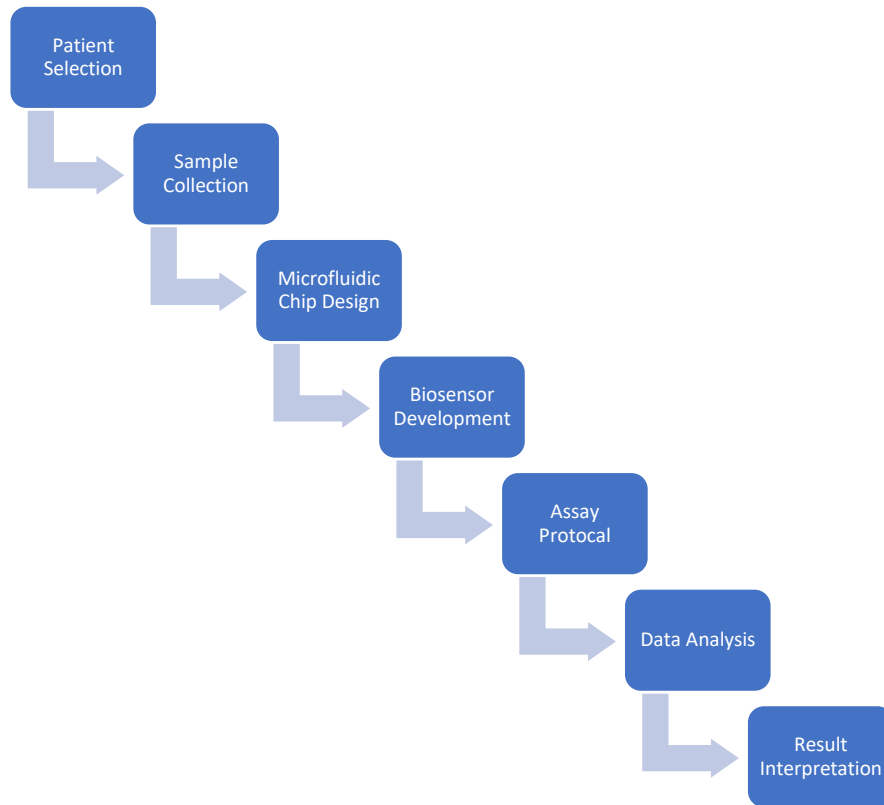 Patient
Selection
Sample
Collection
Microfluidic
Chip Design
Biosensor
Development
Assay
Protocal
Data Analysis
Result
Interpretation